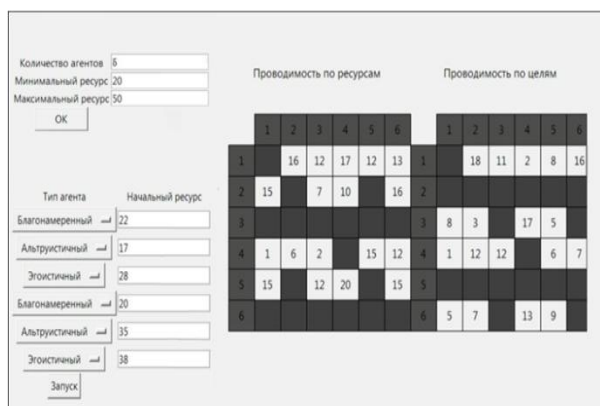 Количество агентов 6
Минимальный ресурс 20
Максимальный ресурс 50
ОК
Проводимость по ресурсам
Проводимость по целям
1 2 3 4 5 6
1 16 12 17 12 13
2 15 7 10 16
3
4 1 6 2 15 12
5 15 12 20 15
6
1 2 3 4 5 6
1 18 11 2 8 16
2
3 8 3 17 5
4 1 12 12 6 7
5
6 5 7 13 9
Тип агента Начальный ресурс
Благонамеренный 22
Альтруистичный 17
Эгоистичный 28
Благонамеренный 20
Альтруистичный 35
Эгоистичный 38
Запуск